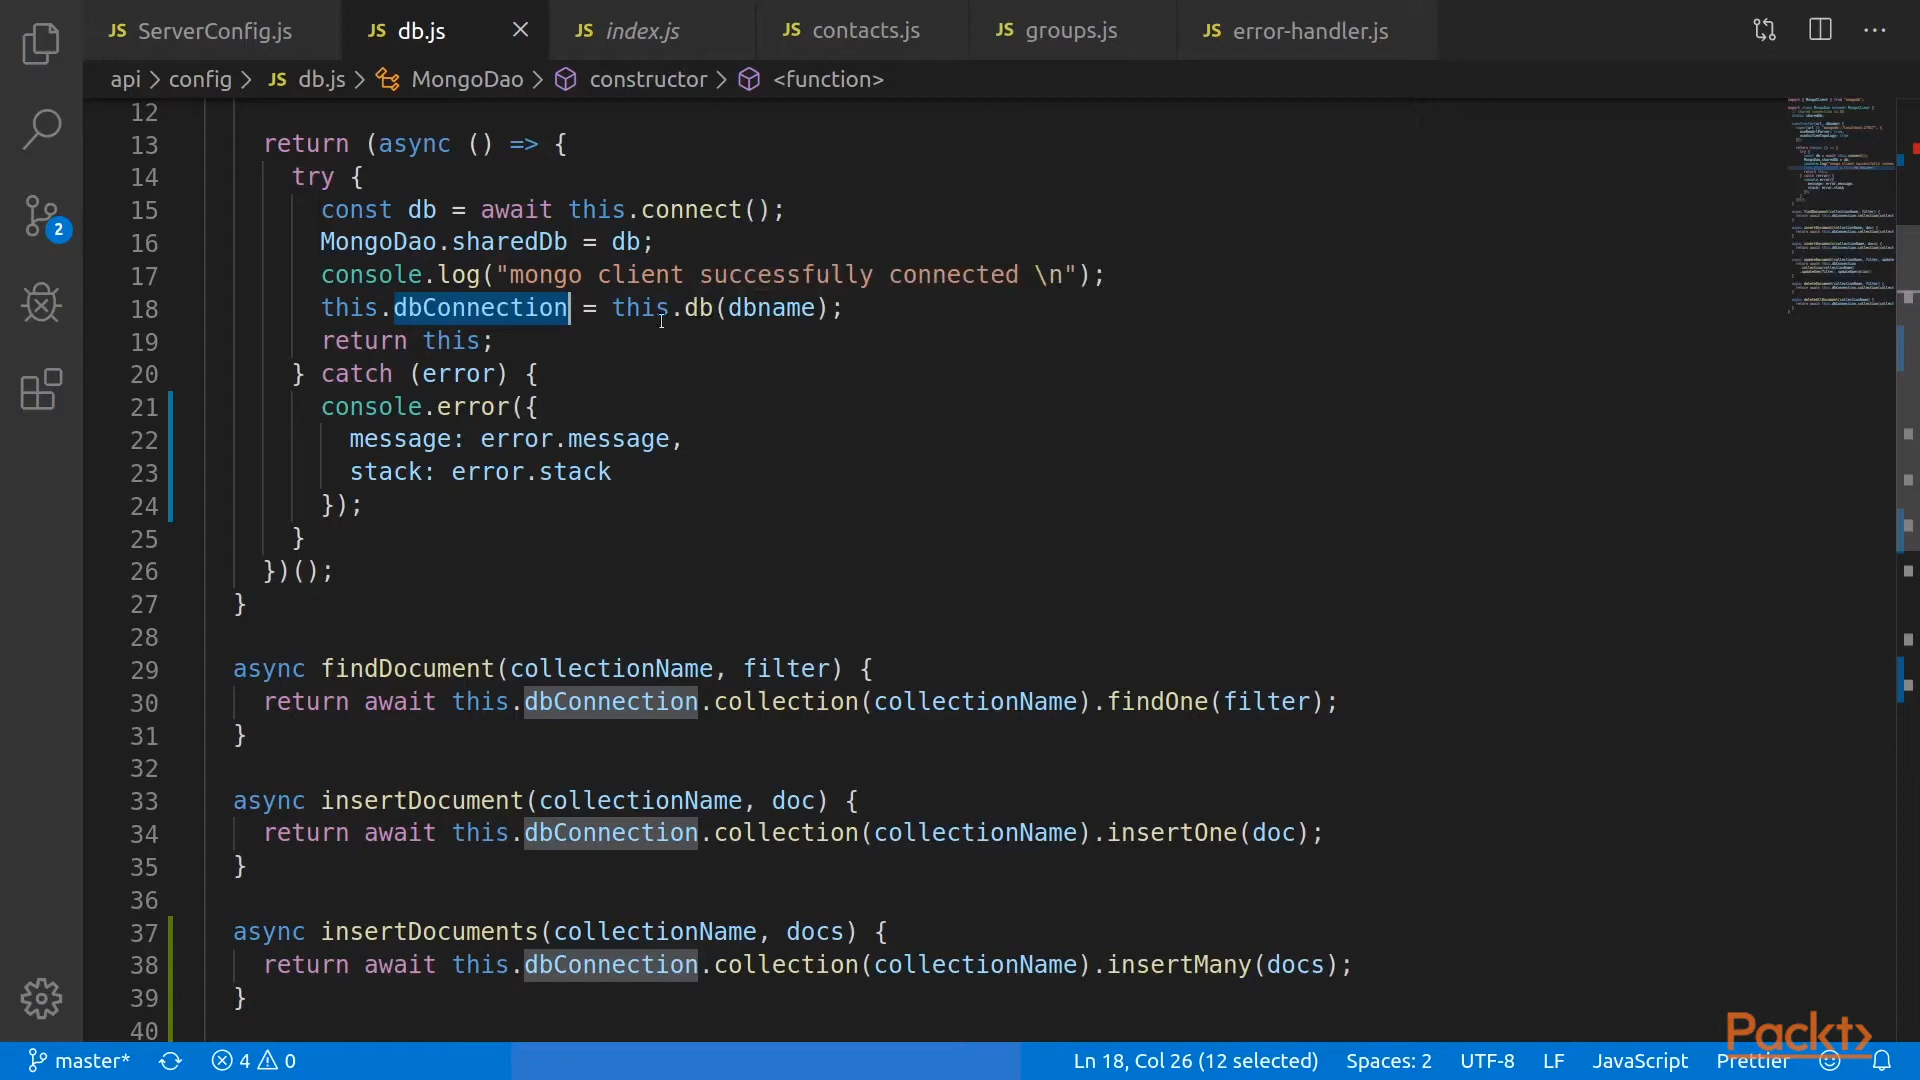 JS ServerConfig.js JS db.js JS index.js JS contacts.js JS groups.js JS error-handler.js
api > config > JS db.js > MongoDao > constructor > <function>
12
13 return (async () => {
14 try {
15 const db = await this.connect();
16 MongoDao.sharedDb = db;
17 console.log("mongo client successfully connected \n");
18 this.dbConnection = this.db(dbname);
19 return this;
20 } catch (error) {
21 console.error({
22 message: error.message,
23 stack: error.stack
24 });
25 }
26 })();
27 }
28
29 async findDocument(collectionName, filter) {
30 return await this.dbConnection.collection(collectionName).findOne(filter);
31 }
32
33 async insertDocument(collectionName, doc) {
34 return await this.dbConnection.collection(collectionName).insertOne(doc);
35 }
36
37 async insertDocuments(collectionName, docs) {
38 return await this.dbConnection.collection(collectionName).insertMany(docs);
39 }
40
2
Packt>
master* 4 0 Ln 18, Col 26 (12 selected) Spaces: 2 UTF-8 LF JavaScript Prettier